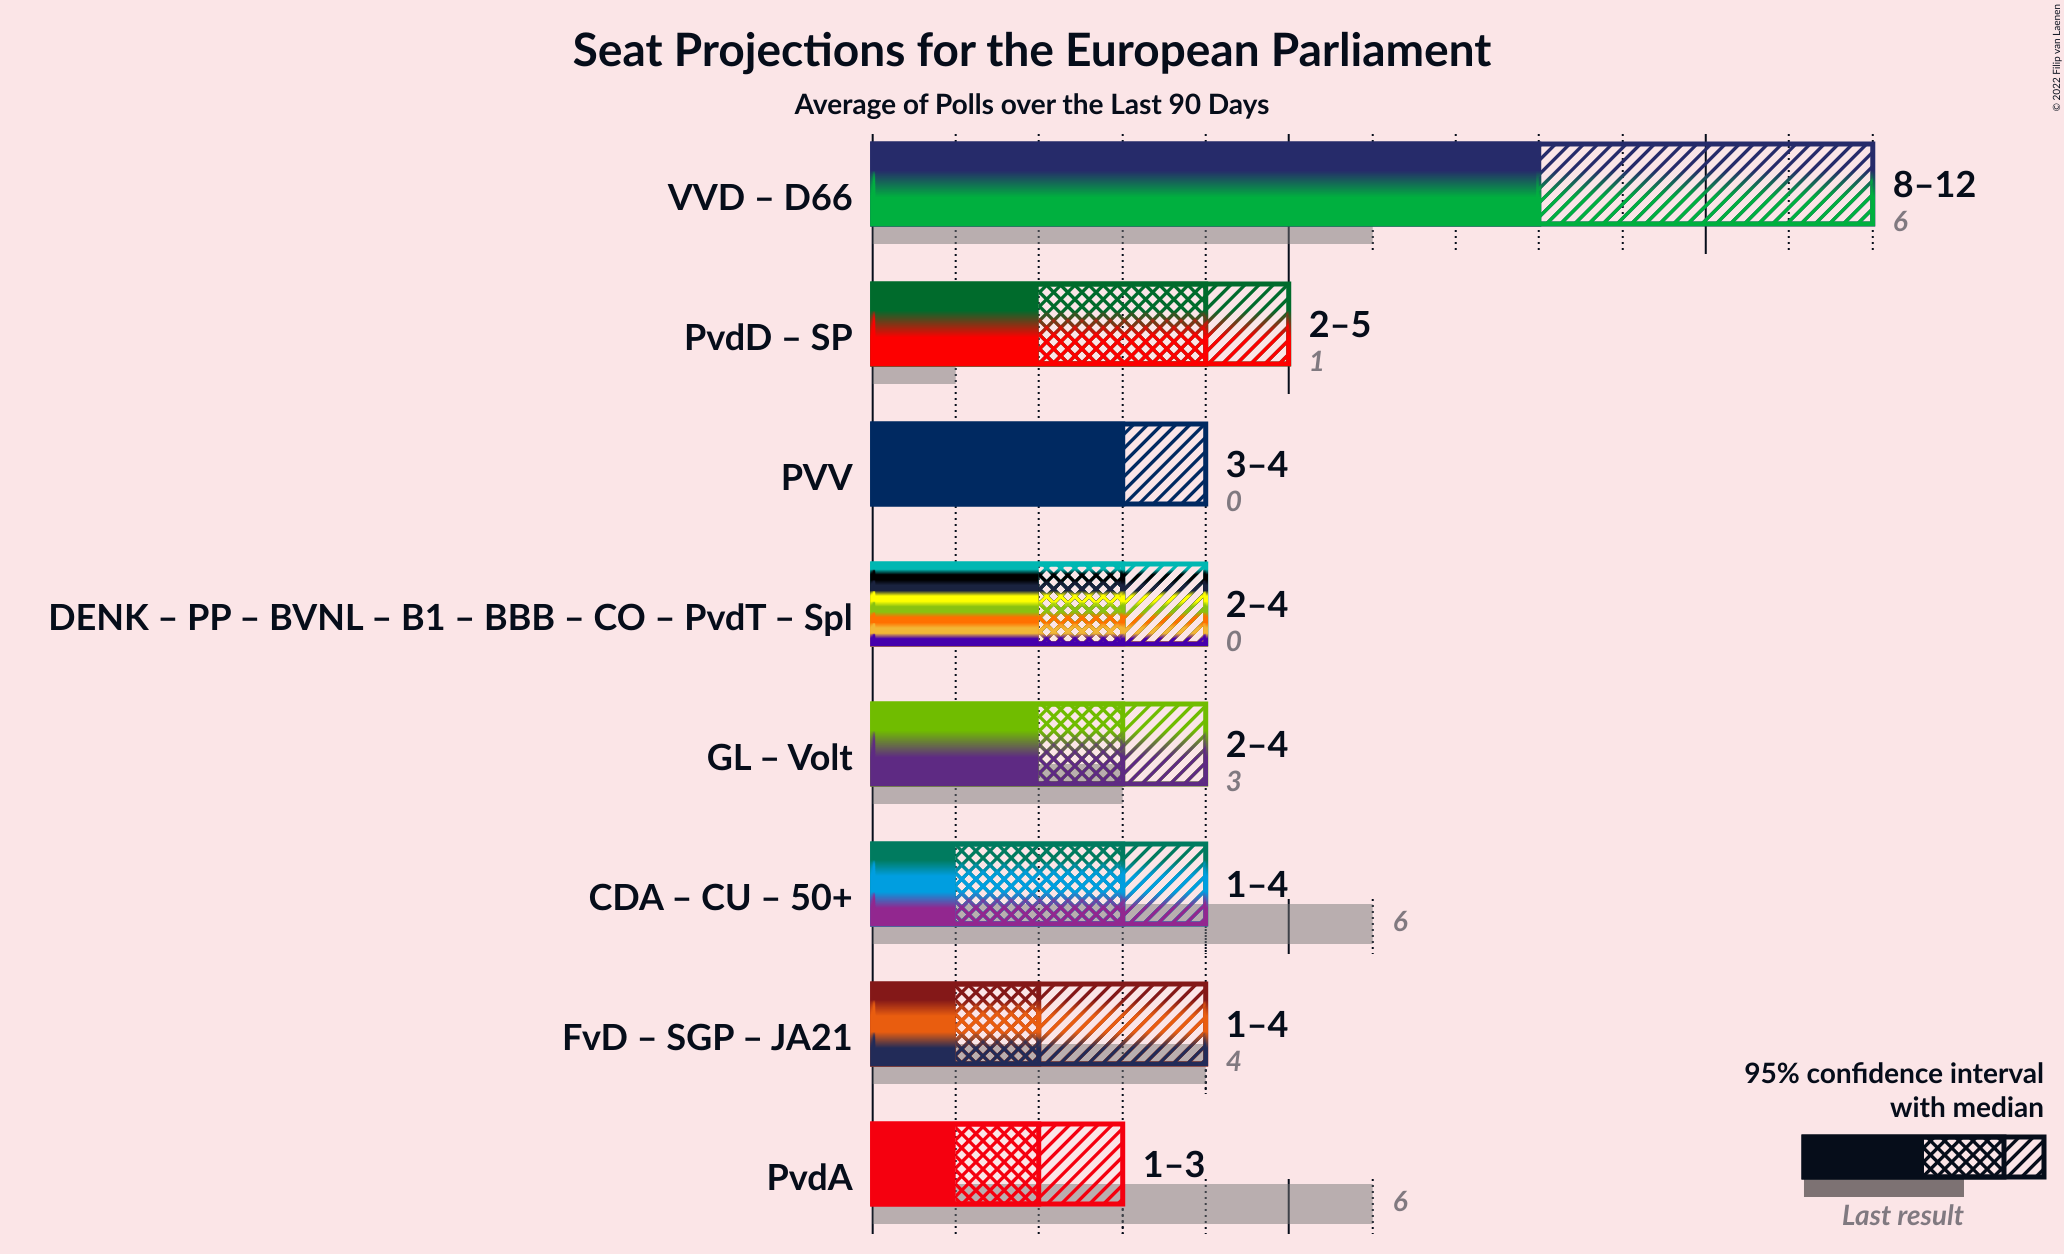 Seat Projections for the European Parliament
Average of Polls over the Last 90 Days
© 2022 Filip van Laenen
VVD – D66
8–12
6
PvdD – SP
2–5
1
PVV
3–4
0
DENK – PP – BVNL – B1 – BBB – CO – PvdT – Spl
2–4
0
GL – Volt
2–4
3
CDA – CU – 50+
1–4
6
FvD – SGP – JA21
1–4
4
PvdA
1–3
6
95% confidence interval
with median
Last result